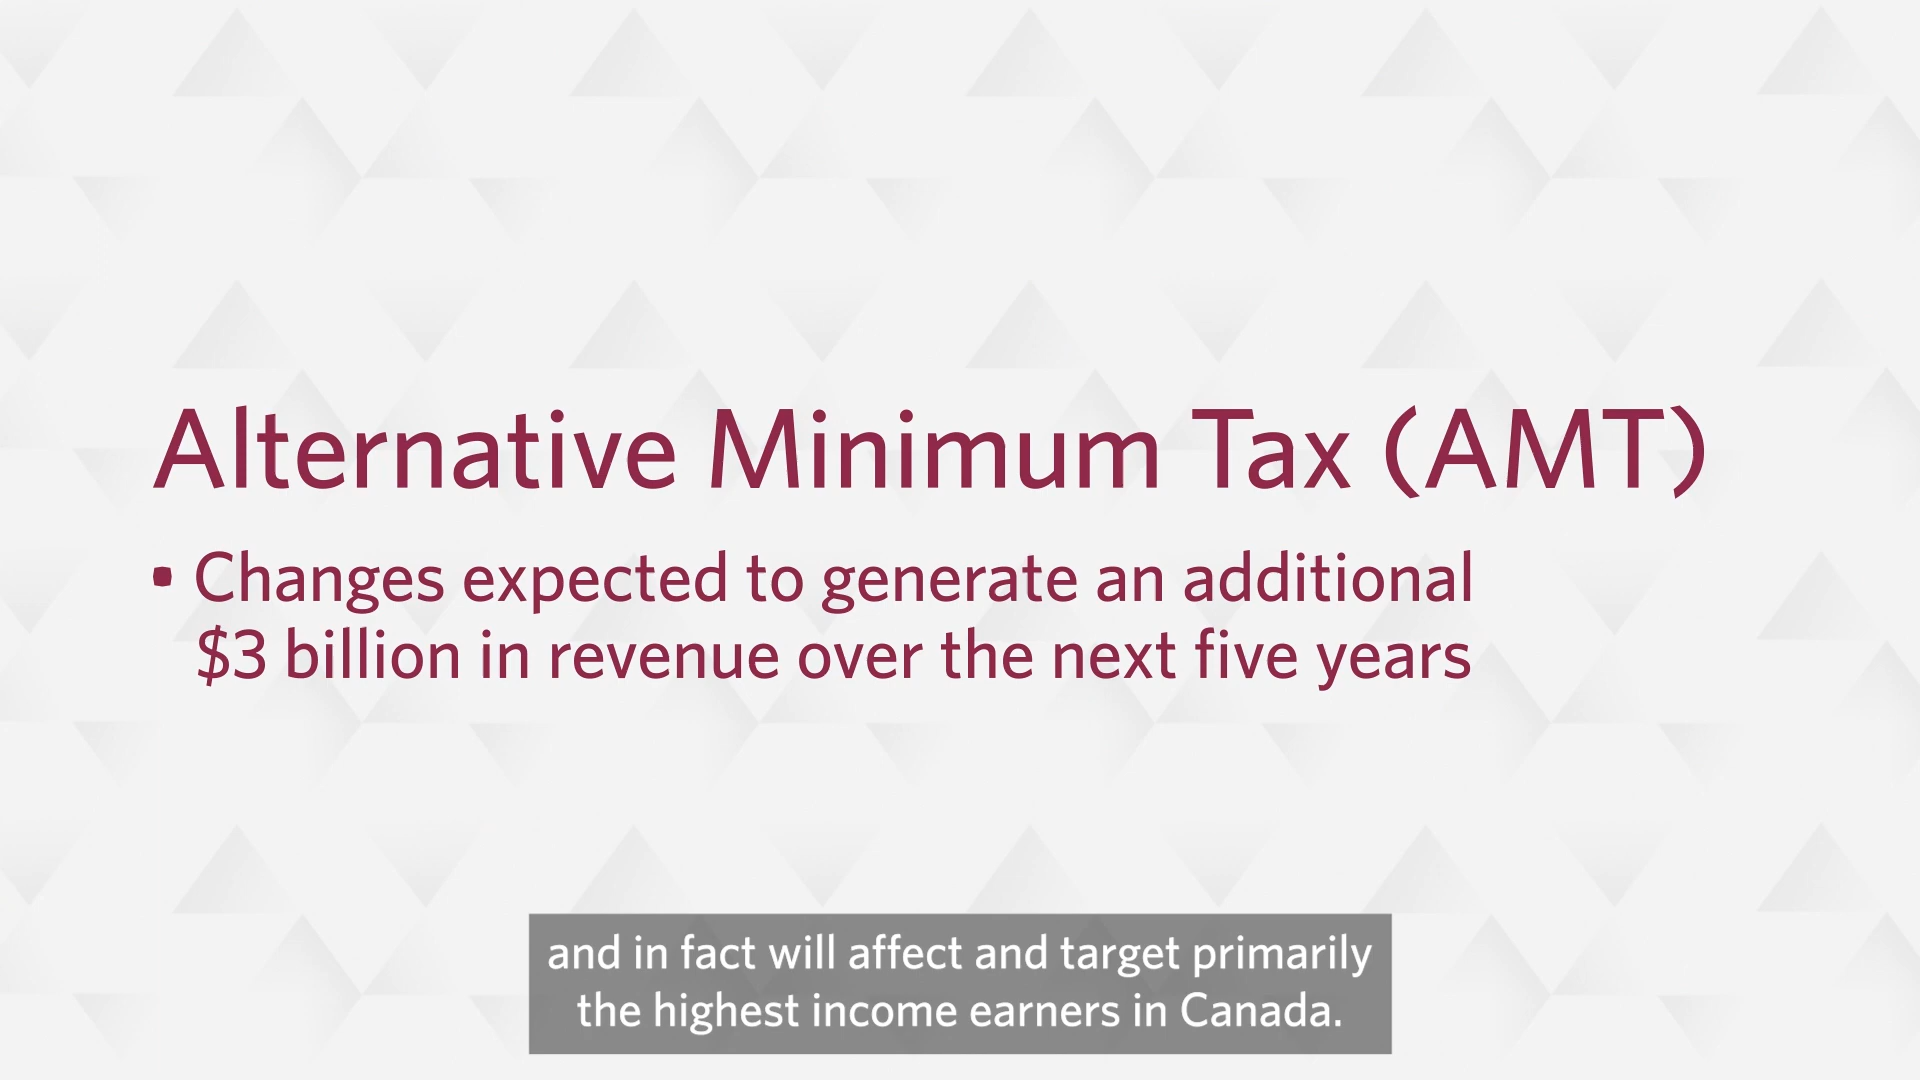 Alternative Minimum Tax (AMT)
• Changes expected to generate an additional
$3 billion in revenue over the next five years
and in fact will affect and target primarily
the highest income earners in Canada.